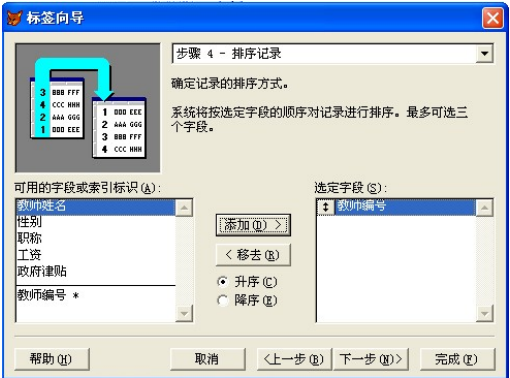 标签向导
步骤 4 - 排序记录
确定记录的排序方式。
系统将按选定字段的顺序对记录进行排序。最多可选三
个字段。
3 BBB FFF
4 CCC HHH
2 AAA GGG
1 DDD EEE
1 DDD EEE
2 AAA GGG
3 BBB FFF
4 CCC HHH
可用的字段或索引标识(A):
教师姓名
性别
职称
工资
政府津贴
教师编号 *
添加(D) >
< 移去(R)
升序(C)
降序(E)
选定字段(S):
教师编号
帮助(H)
取消
<上一步(B)
下一步(N)>
完成(F)